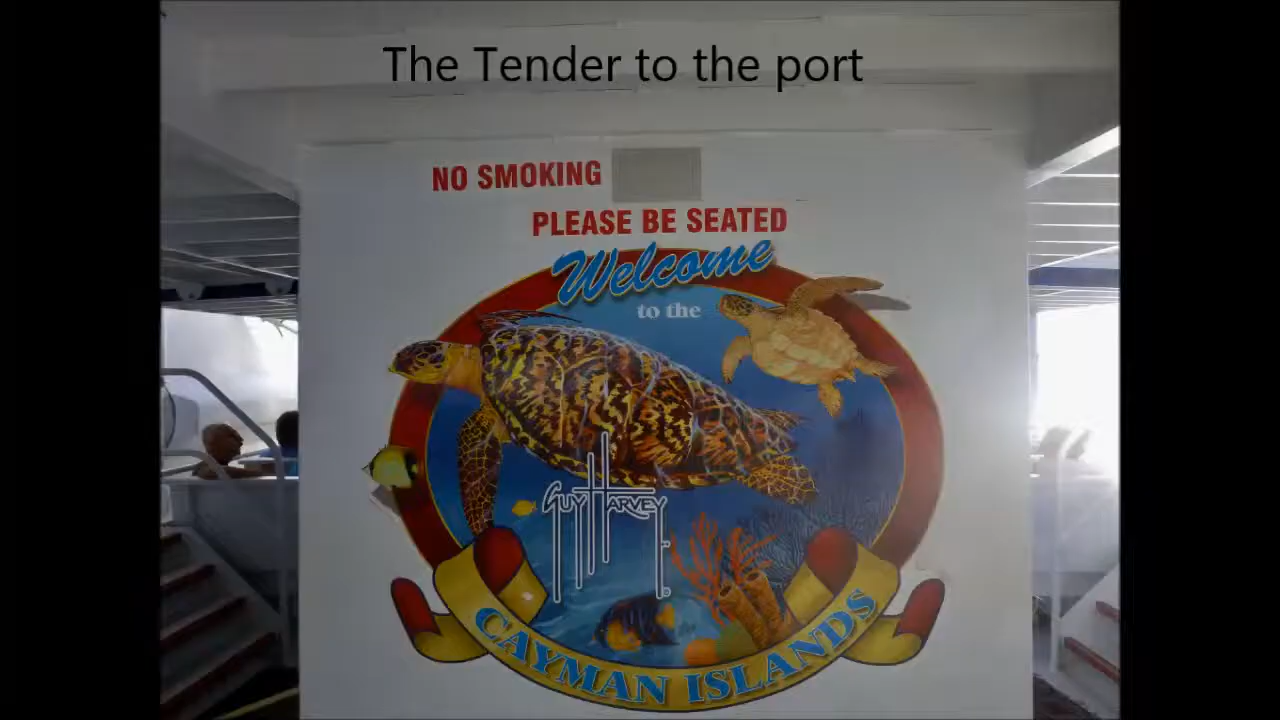 The Tender to the port
NO SMOKING
PLEASE BE SEATED
Welcome
to the
GUY HARVEY
CAYMAN ISLANDS